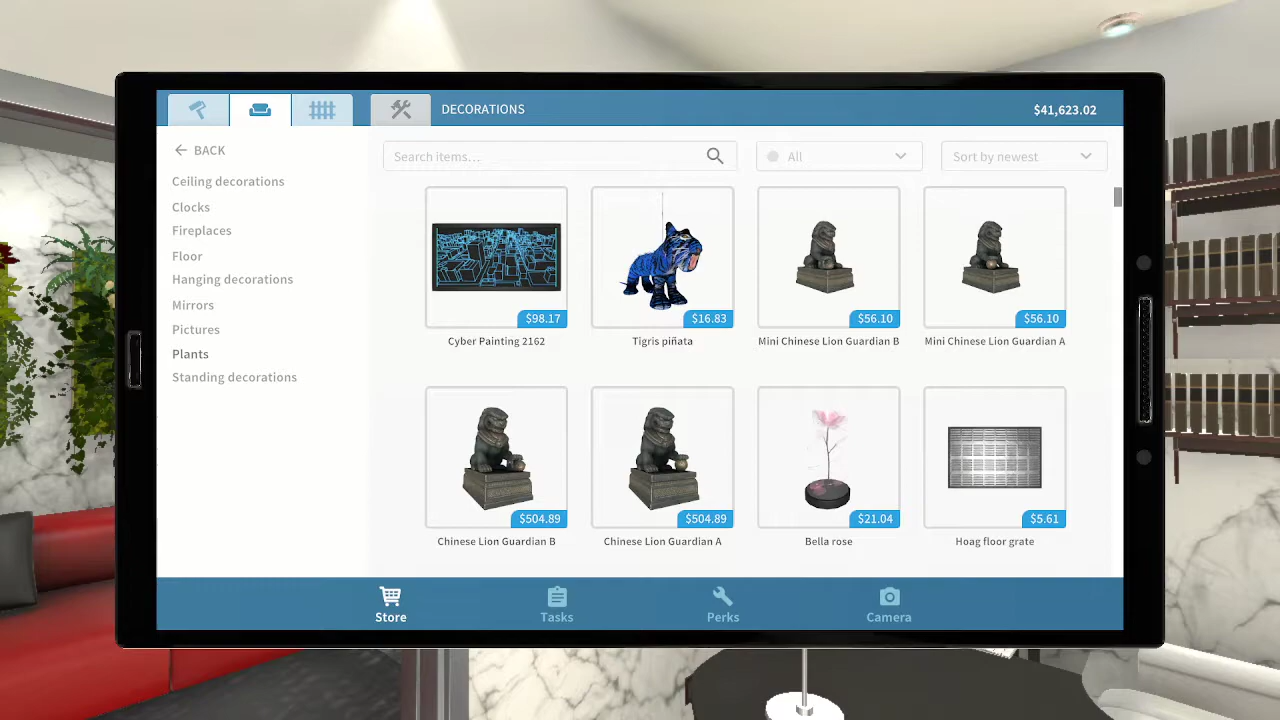 DECORATIONS
$41,623.02
BACK
Search items...
All
Sort by newest
Ceiling decorations
Clocks
Fireplaces
Floor
Hanging decorations
Mirrors
Pictures
Plants
Standing decorations
$98.17
$16.83
$56.10
$56.10
Cyber Painting 2162
Tigris piñata
Mini Chinese Lion Guardian B
Mini Chinese Lion Guardian A
$504.89
$504.89
$21.04
$5.61
Chinese Lion Guardian B
Chinese Lion Guardian A
Bella rose
Hoag floor grate
Store
Tasks
Perks
Camera